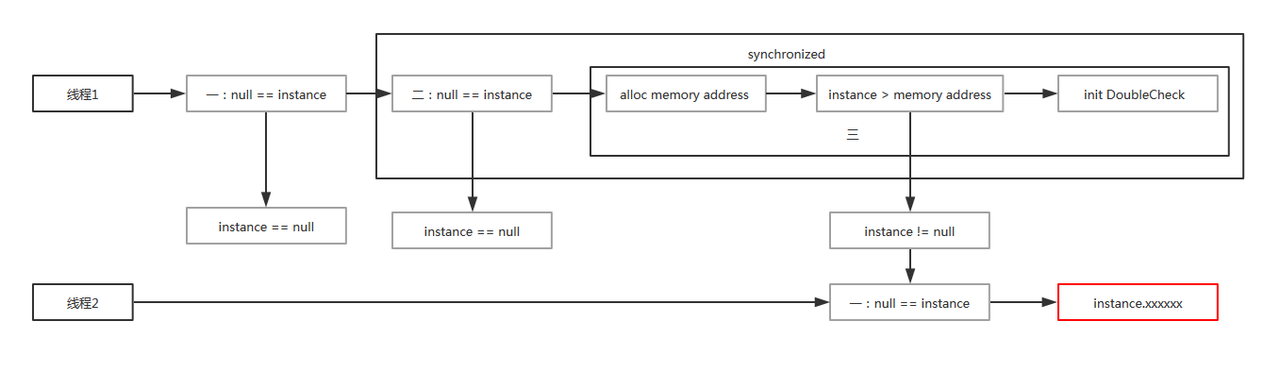 synchronized
线程1
一 : null == instance
二 : null == instance
alloc memory address
instance > memory address
init DoubleCheck
三
instance == null
instance == null
instance != null
线程2
一 : null == instance
instance.xxxxxx